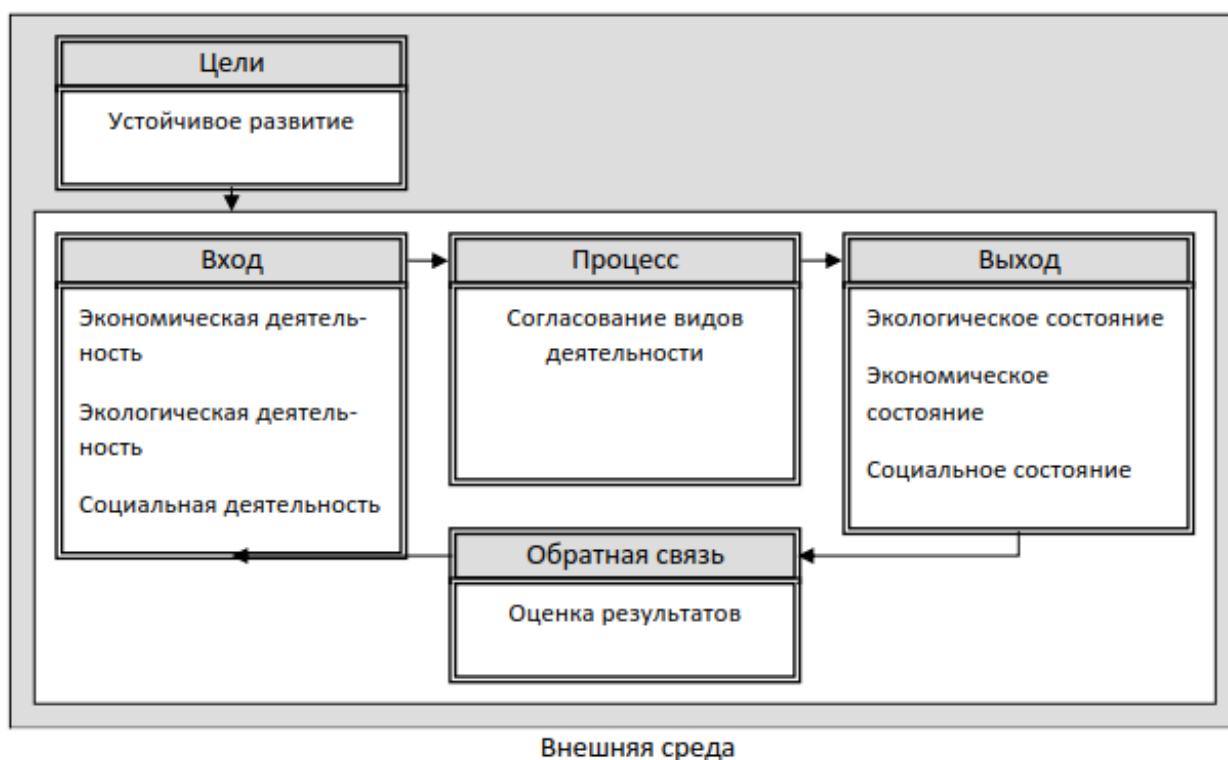 Цели
Устойчивое развитие
Вход
Экономическая деятель-
ность
Экологическая деятель-
ность
Социальная деятельность
Процесс
Согласование видов
деятельности
Выход
Экологическое состояние
Экономическое
состояние
Социальное состояние
Обратная связь
Оценка результатов
Внешняя среда